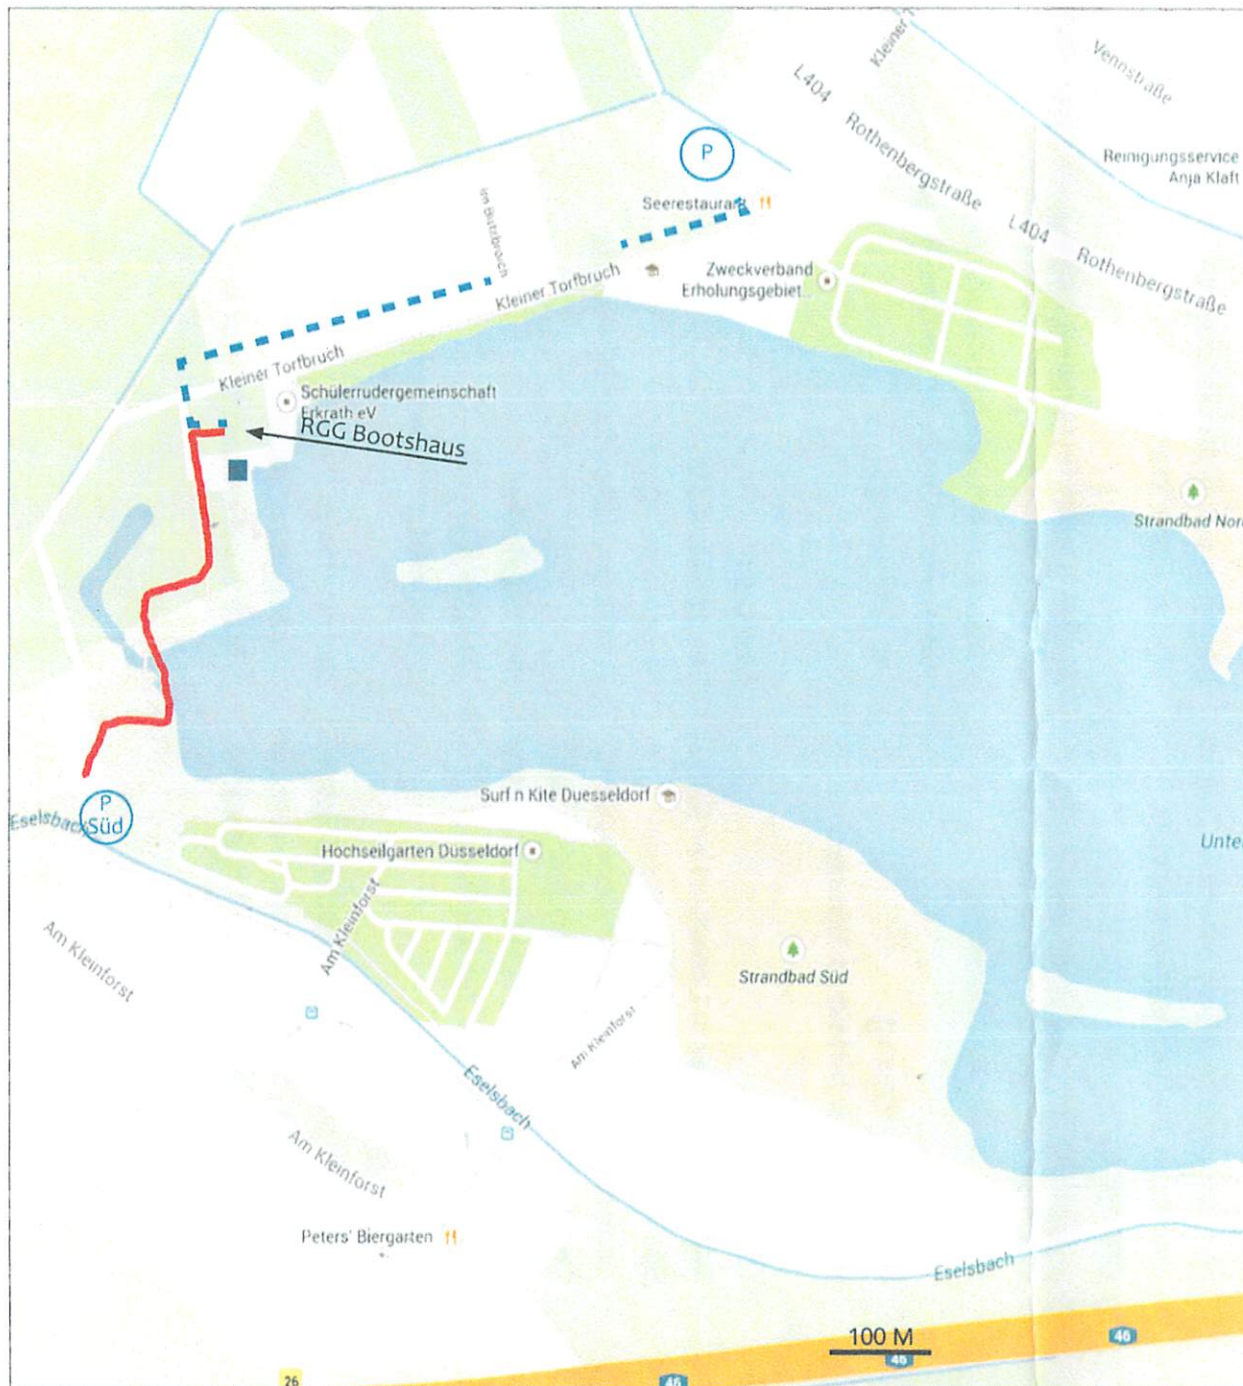 Kleiner
Vennstraße
L404
Rothenbergstraße
Reinigungsservice
Anja Klaft
P
Seerestaurant
L404
Rothenbergstraße
Im Butzbroich
Zweckverband
Erholungsgebiet...
Kleiner Torfbruch
Kleiner Torfbruch
Schülerrudergemeinschaft
Erkrath eV
RGG Bootshaus
Strandbad Nor
Surf n Kite Duesseldorf
P
Süd
Eselsbach
Hochseilgarten Düsseldorf
Unte
Am Kleinforst
Am Kleinforst
Strandbad Süd
Am Kleinforst
Eselsbach
Am Kleinforst
Peters' Biergarten
Eselsbach
100 M
46
46
46
26